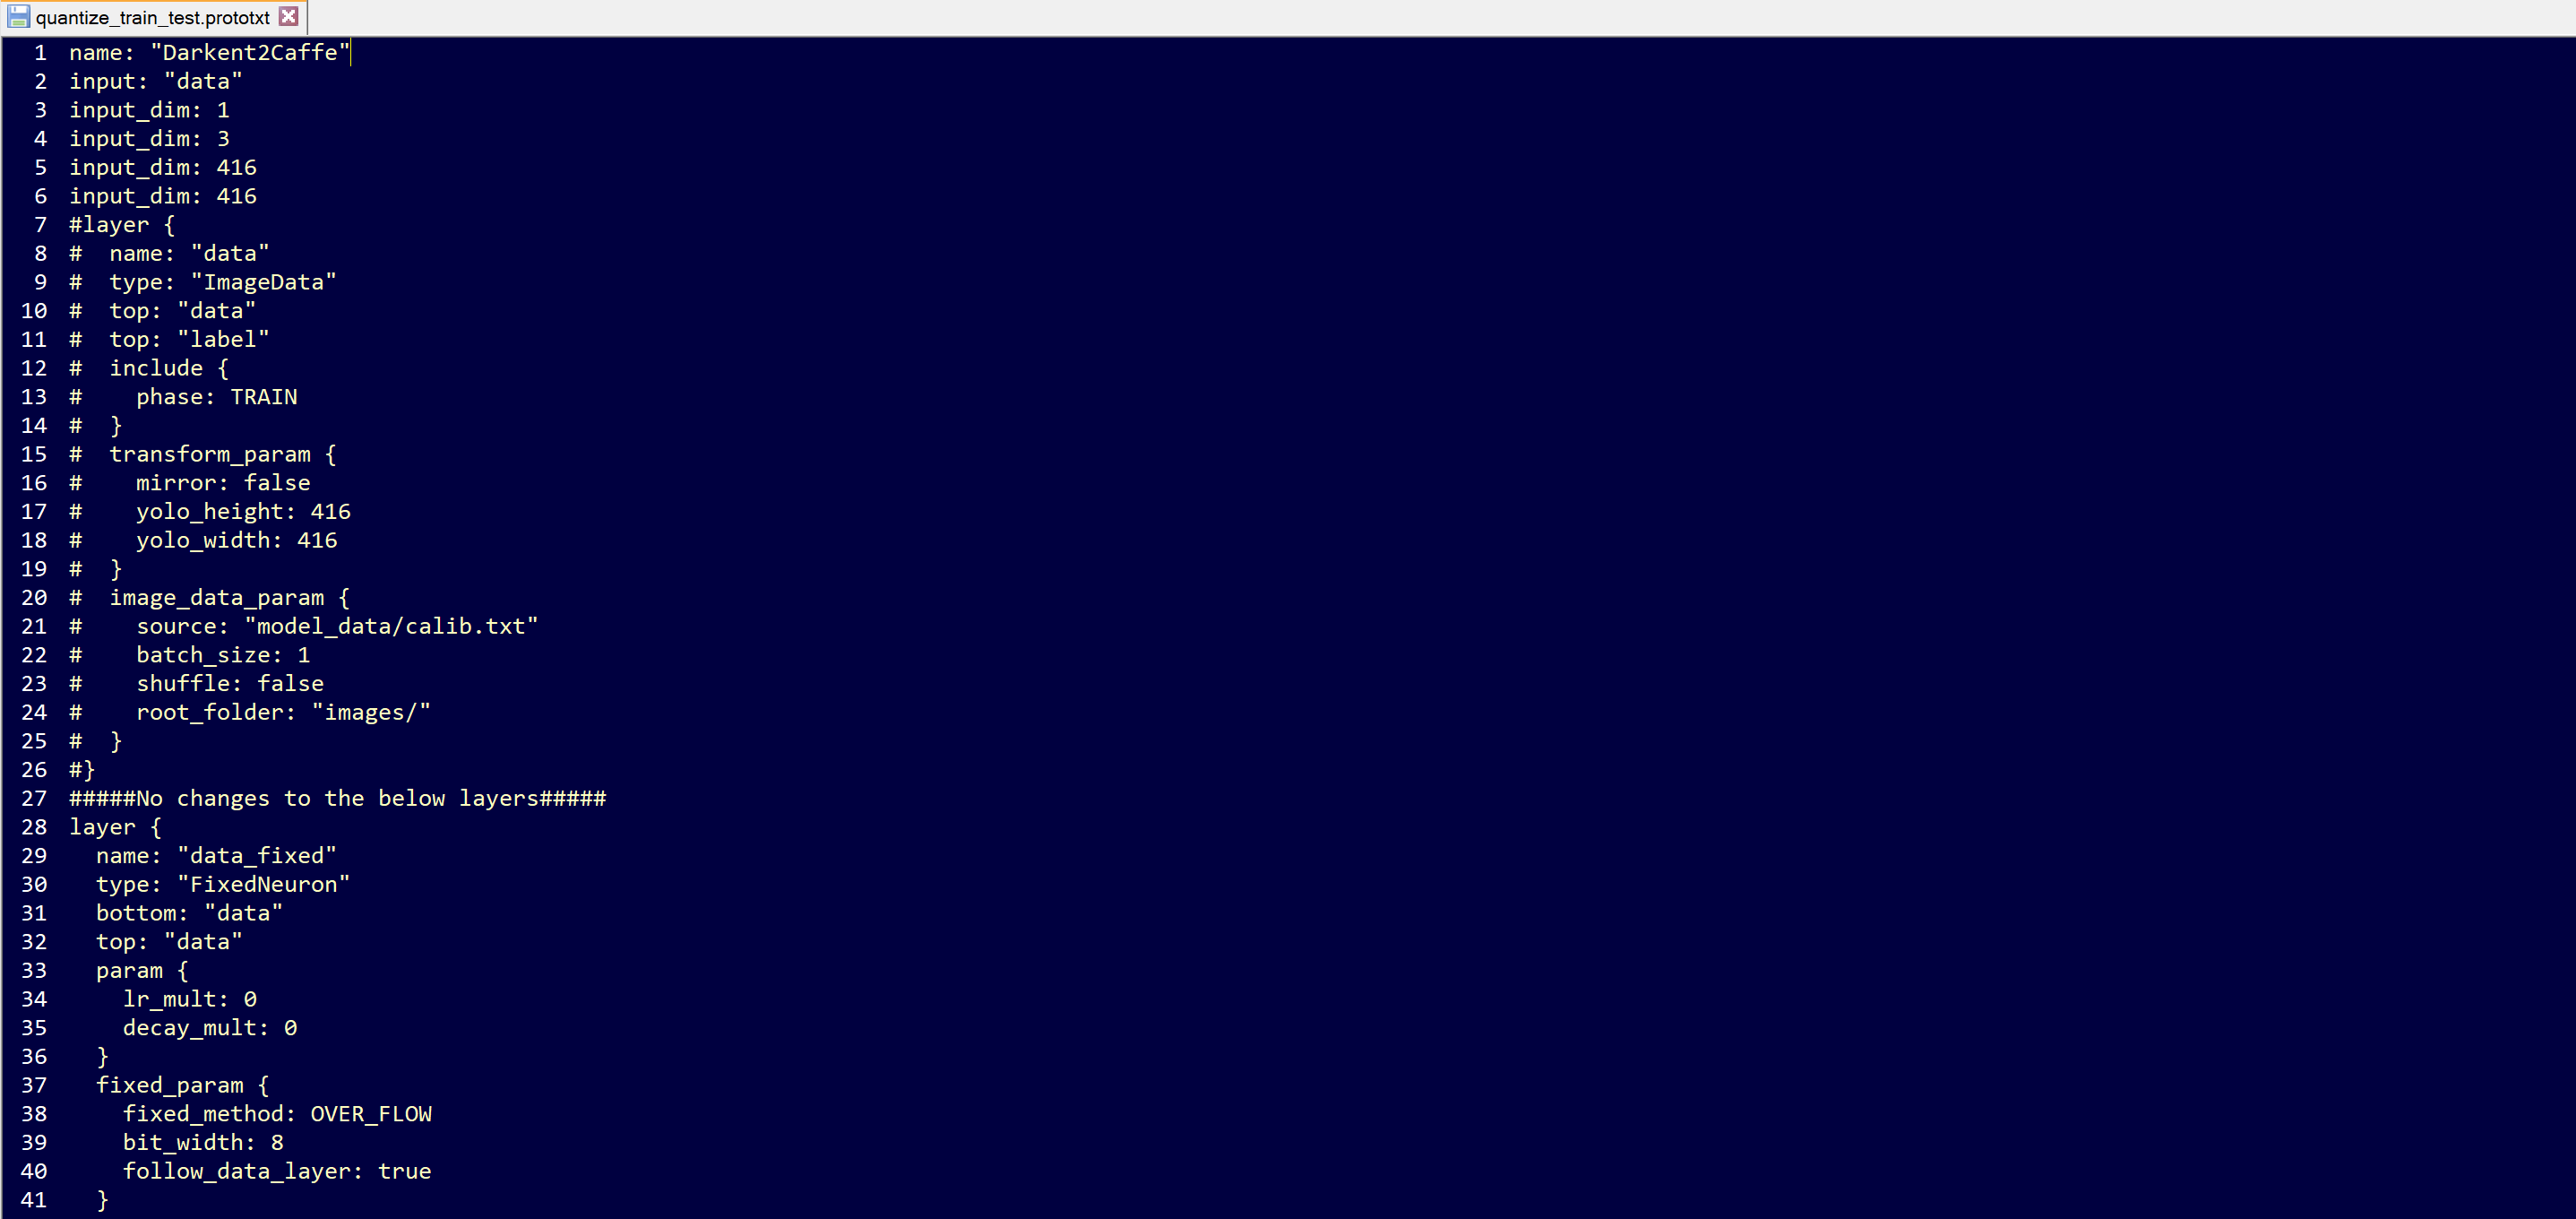 quantize_train_test.prototxt
1 name: "Darkent2Caffe"
2 input: "data"
3 input_dim: 1
4 input_dim: 3
5 input_dim: 416
6 input_dim: 416
7 #layer {
8 #  name: "data"
9 #  type: "ImageData"
10 #  top: "data"
11 #  top: "label"
12 #  include {
13 #    phase: TRAIN
14 #  }
15 #  transform_param {
16 #    mirror: false
17 #    yolo_height: 416
18 #    yolo_width: 416
19 #  }
20 #  image_data_param {
21 #    source: "model_data/calib.txt"
22 #    batch_size: 1
23 #    shuffle: false
24 #    root_folder: "images/"
25 #  }
26 #}
27 #####No changes to the below layers#####
28 layer {
29   name: "data_fixed"
30   type: "FixedNeuron"
31   bottom: "data"
32   top: "data"
33   param {
34     lr_mult: 0
35     decay_mult: 0
36   }
37   fixed_param {
38     fixed_method: OVER_FLOW
39     bit_width: 8
40     follow_data_layer: true
41   }